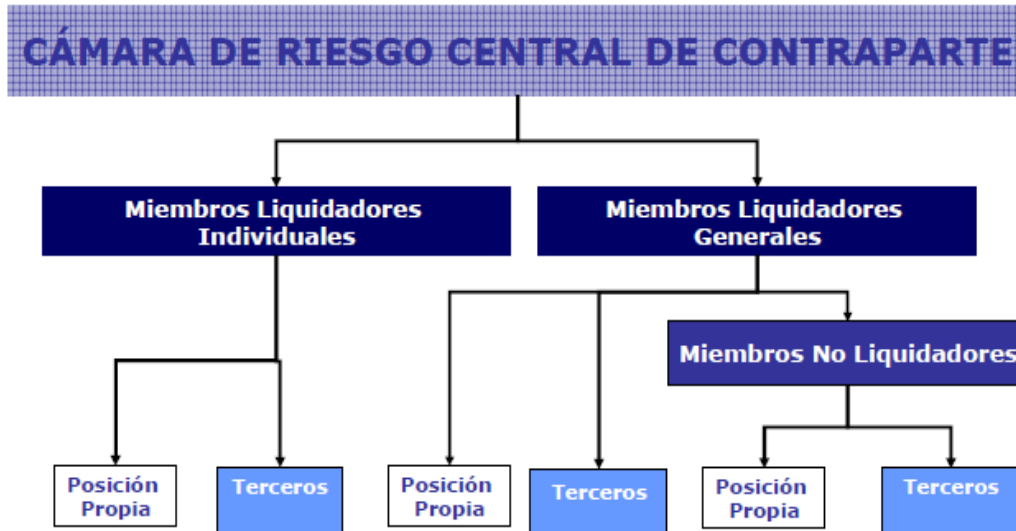 CÁMARA DE RIESGO CENTRAL DE CONTRAPARTE
Miembros Liquidadores
Individuales
Miembros Liquidadores
Generales
Miembros No Liquidadores
Posición
Propia
Terceros
Posición
Propia
Terceros
Posición
Propia
Terceros